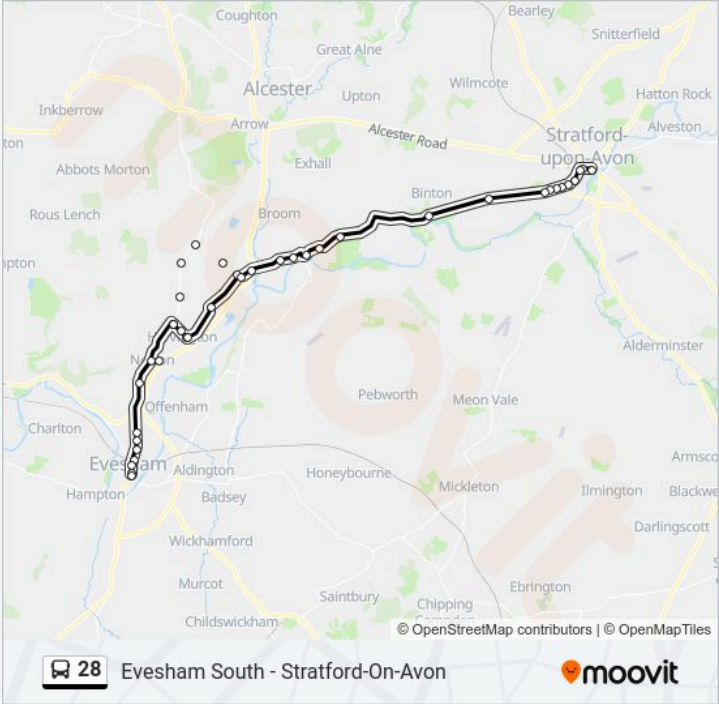 Coughton
Bearley
Snitterfield
Great Alne
Alcester
Wilmcote
Upton
Hatton Rock
Inkberrow
Arrow
Alcester Road
Stratford-
upon-Avon
Alveston
ton
Exhall
Abbots Morton
Binton
Rous Lench
Broom
pton
Norton
Alderminster
Pebworth
Meon Vale
Offenham
Charlton
Evesham
Aldington
Honeybourne
Armsco
Hampton
Badsey
Mickleton
Ilmington
Blackwe
Darlingscott
Wickhamford
Murcot
Ebrington
Saintbury
Chipping
Campden
Childswickham
© OpenStreetMap contributors | © OpenMapTiles
28 Evesham South - Stratford-On-Avon
moovit